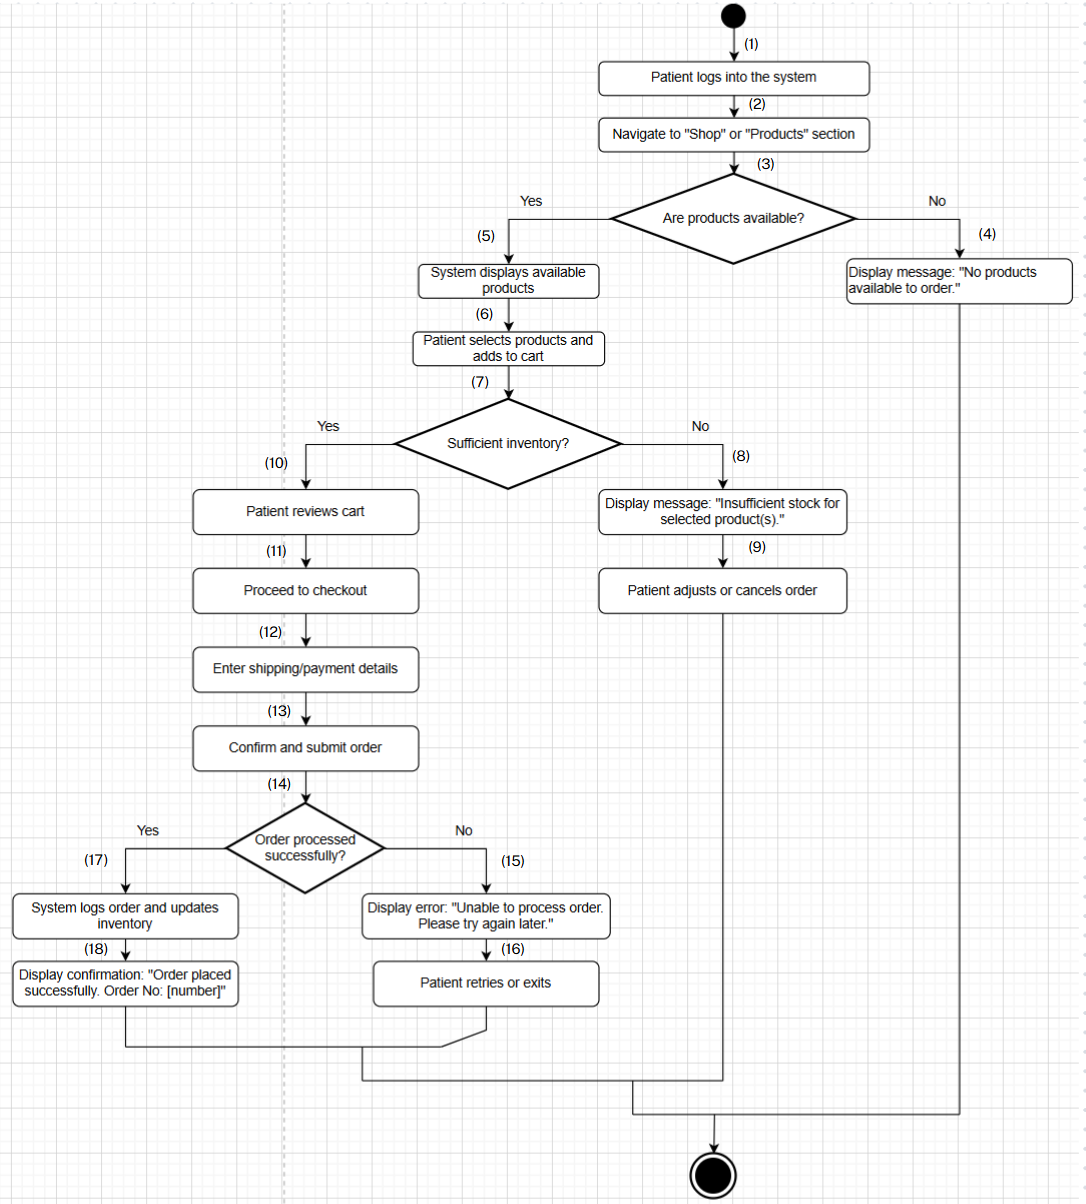 (1)
Patient logs into the system
(2)
Navigate to "Shop" or "Products" section
(3)
Yes
No
Are products available?
(5)
(4)
System displays available
products
Display message: "No products
available to order."
(6)
Patient selects products and
adds to cart
(7)
Yes
No
Sufficient inventory?
(10)
(8)
Patient reviews cart
Display message: "Insufficient stock for
selected product(s)."
(11)
(9)
Proceed to checkout
Patient adjusts or cancels order
(12)
Enter shipping/payment details
(13)
Confirm and submit order
(14)
Yes
No
Order processed
successfully?
(17)
(15)
System logs order and updates
inventory
Display error: "Unable to process order.
Please try again later."
(18)
(16)
Display confirmation: "Order placed
successfully. Order No: [number]"
Patient retries or exits